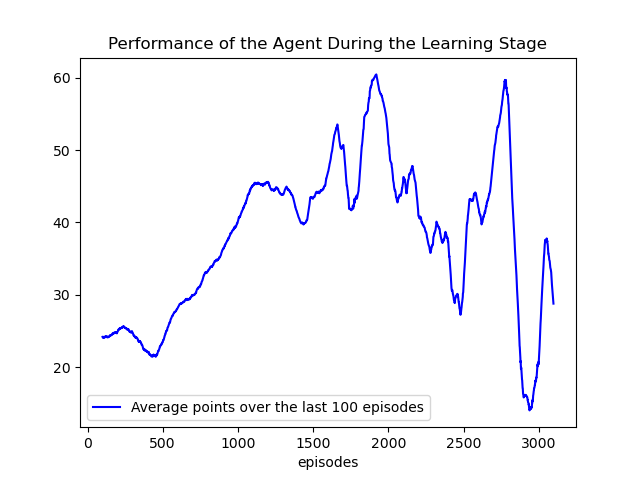 Performance of the Agent During the Learning Stage
60
50
40
30
20
Average points over the last 100 episodes
0 500 1000 1500 2000 2500 3000
episodes